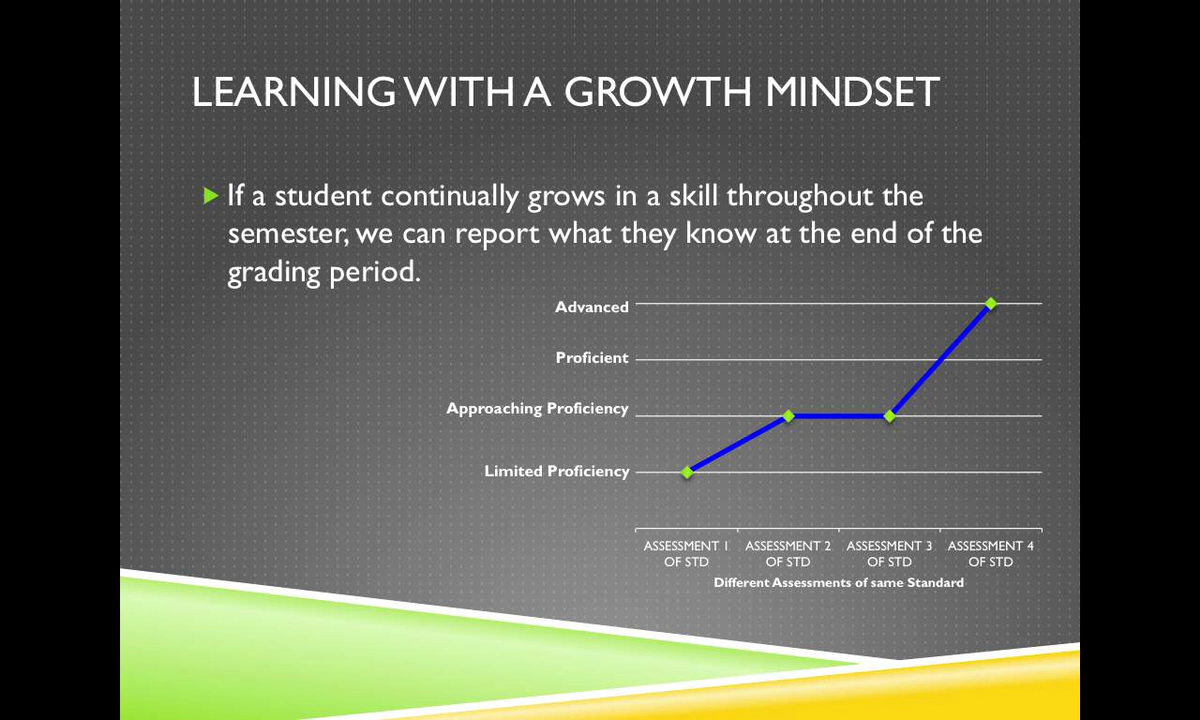 LEARNING WITH A GROWTH MINDSET
If a student continually grows in a skill throughout the
semester, we can report what they know at the end of the
grading period.
Advanced
Proficient
Approaching Proficiency
Limited Proficiency
ASSESSMENT 1 OF STD
ASSESSMENT 2 OF STD
ASSESSMENT 3 OF STD
ASSESSMENT 4 OF STD
Different Assessments of same Standard